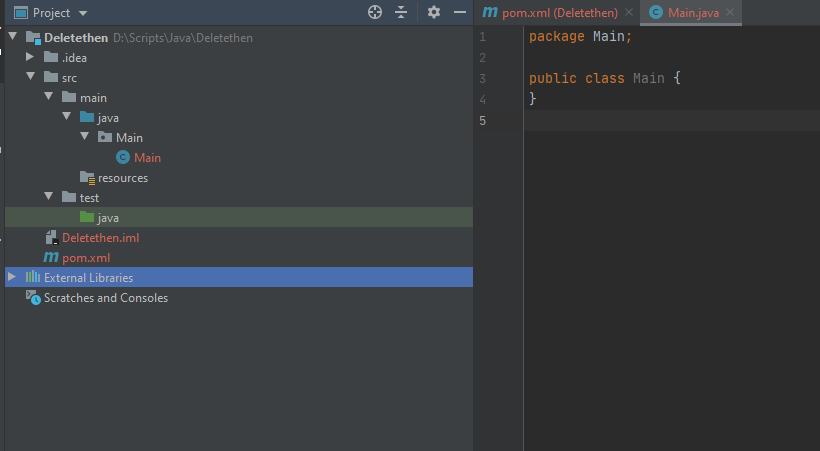 Project
Deletethen D:\Scripts\Java\Deletethen
.idea
src
main
java
Main
C Main
resources
test
java
Deletethen.iml
m pom.xml
External Libraries
Scratches and Consoles
m pom.xml (Deletethen)
C Main.java
1 package Main;
2
3 public class Main {
4 }
5